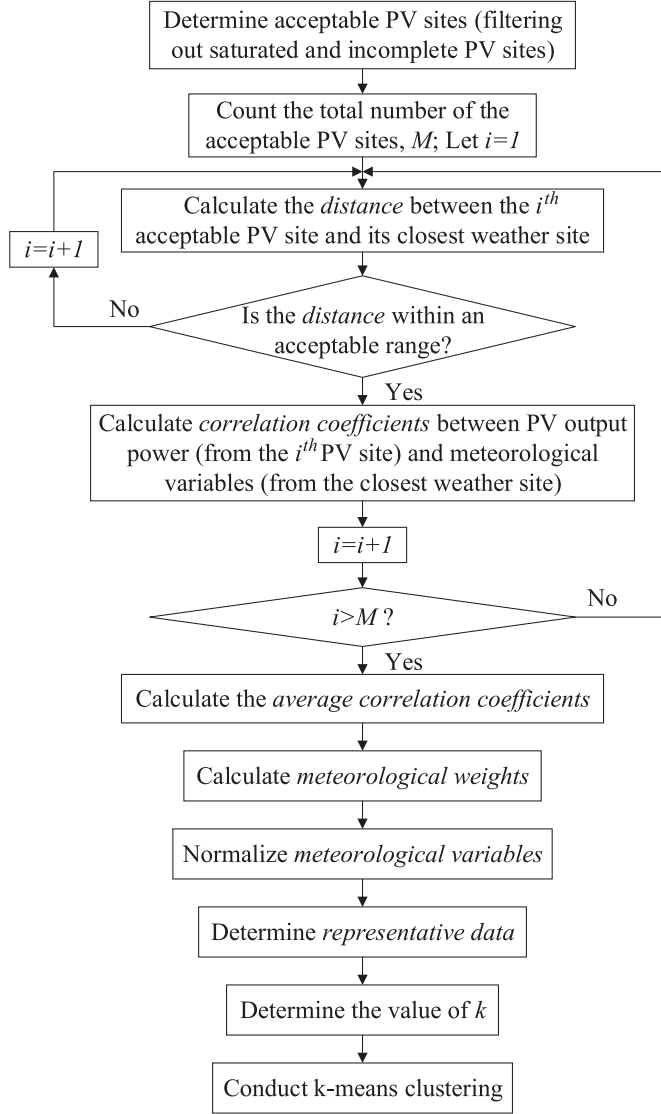 Determine acceptable PV sites (filtering
out saturated and incomplete PV sites)
Count the total number of the
acceptable PV sites, M; Let i=1
Calculate the distance between the i^th
acceptable PV site and its closest weather site
i=i+1
No
Is the distance within an
acceptable range?
Yes
Calculate correlation coefficients between PV output
power (from the i^th PV site) and meteorological
variables (from the closest weather site)
i=i+1
i>M ?
No
Yes
Calculate the average correlation coefficients
Calculate meteorological weights
Normalize meteorological variables
Determine representative data
Determine the value of k
Conduct k-means clustering